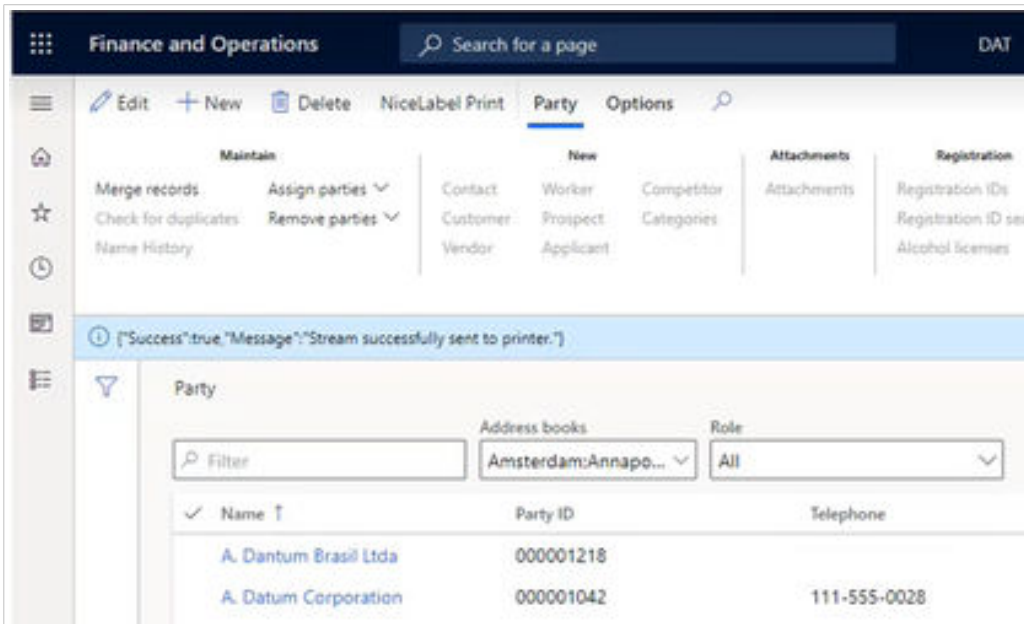 Finance and Operations
Search for a page
DAT
Edit
New
Delete
NiceLabel Print
Party
Options
Maintain
Merge records
Assign parties
Check for duplicates
Remove parties
Name History
New
Contact
Worker
Competitor
Customer
Prospect
Categories
Vendor
Applicant
Attachments
Attachments
Registration
Registration IDs
Registration ID sea
Alcohol licenses
{"Success":true,"Message":"Stream successfully sent to printer."}
Party
Address books
Role
Filter
Amsterdam:Annapo...
All
Name ↑
Party ID
Telephone
A. Dantum Brasil Ltda
000001218
A. Datum Corporation
000001042
111-555-0028